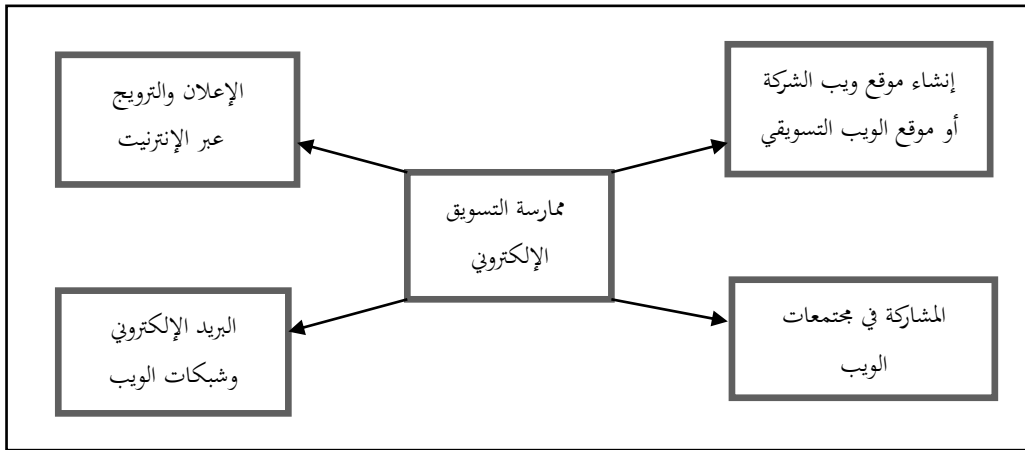 إنشاء موقع ويب الشركة
أو موقع الويب التسويقي
الإعلان والترويج
عبر الإنترنيت
ممارسة التسويق
الإلكتروني
المشاركة في مجتمعات
الويب
البريد الإلكتروني
وشبكات الويب